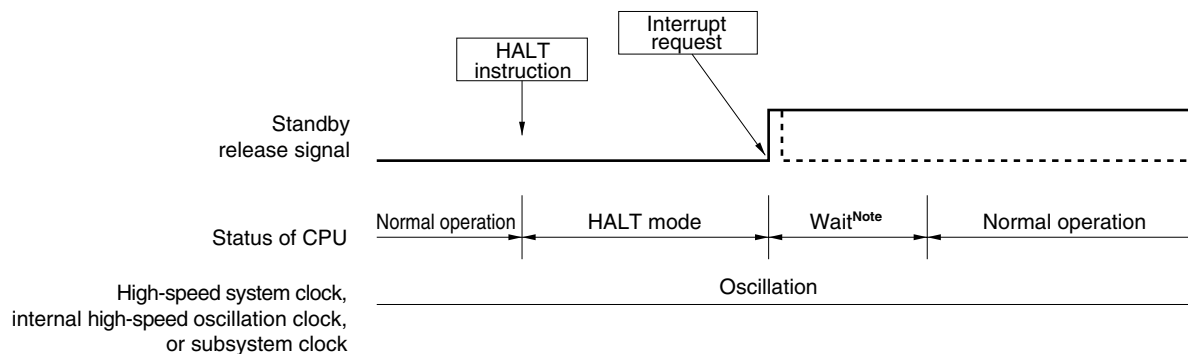 HALT
instruction
Interrupt
request
Standby
release signal
Status of CPU
Normal operation
HALT mode
WaitNote
Normal operation
High-speed system clock,
internal high-speed oscillation clock,
or subsystem clock
Oscillation